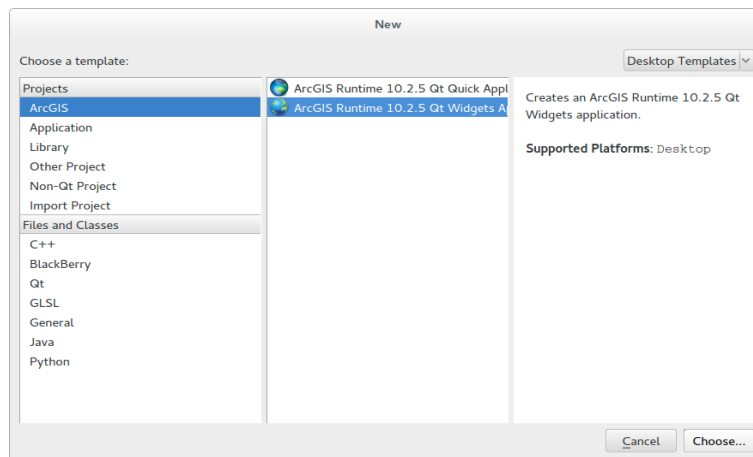 New
Choose a template:
Desktop Templates
Projects
ArcGIS
Application
Library
Other Project
Non-Qt Project
Import Project
Files and Classes
C++
BlackBerry
Qt
GLSL
General
Java
Python
ArcGIS Runtime 10.2.5 Qt Quick Appl
ArcGIS Runtime 10.2.5 Qt Widgets A
Creates an ArcGIS Runtime 10.2.5 Qt
Widgets application.
Supported Platforms: Desktop
Cancel
Choose...